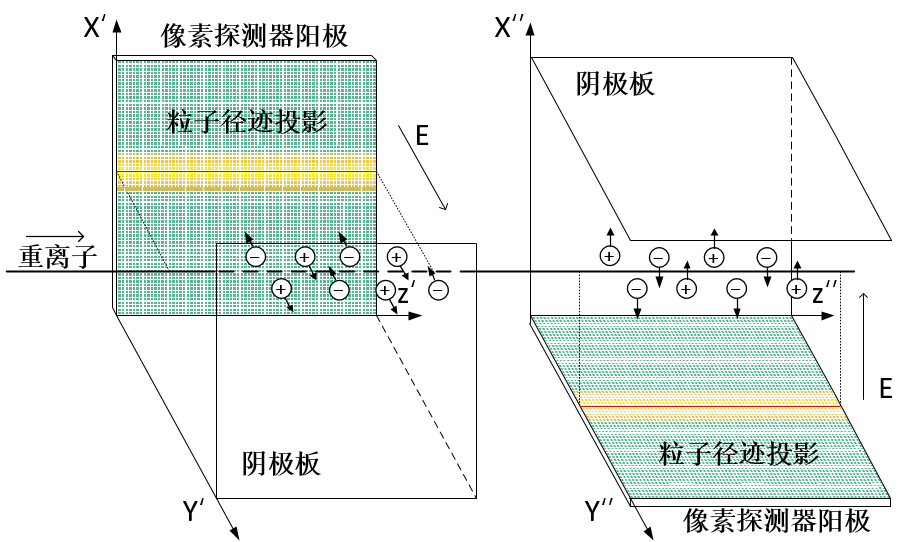 X′
像素探测器阳极
粒子径迹投影
E
重离子
− + − +
+ − + −
z′
阴极板
Y′
X′′
阴极板
+ − + −
− + − +
z′′
E
粒子径迹投影
Y′′
像素探测器阳极